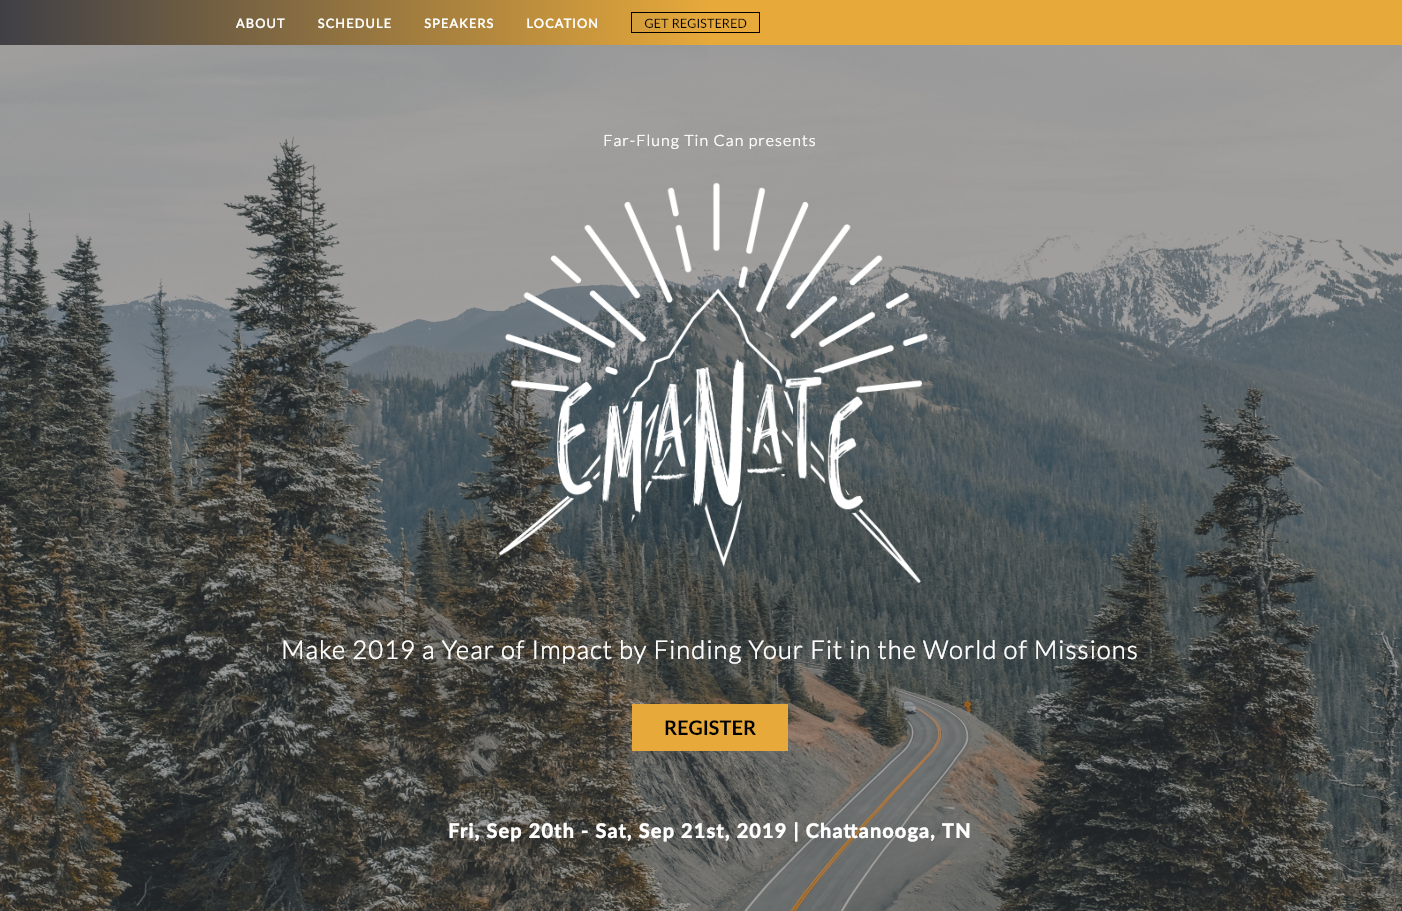 ABOUT SCHEDULE SPEAKERS LOCATION GET REGISTERED
Far-Flung Tin Can presents
EMANATE
Make 2019 a Year of Impact by Finding Your Fit in the World of Missions
REGISTER
Fri, Sep 20th - Sat, Sep 21st, 2019 | Chattanooga, TN